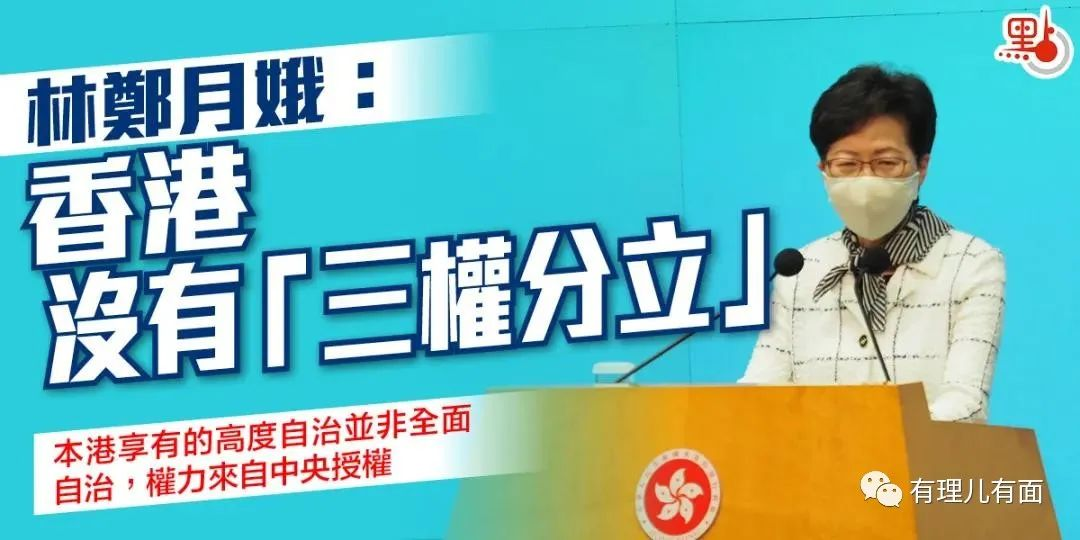 點
林鄭月娥：
香港
沒有「三權分立」
本港享有的高度自治並非全面
自治，權力來自中央授權
有理儿有面